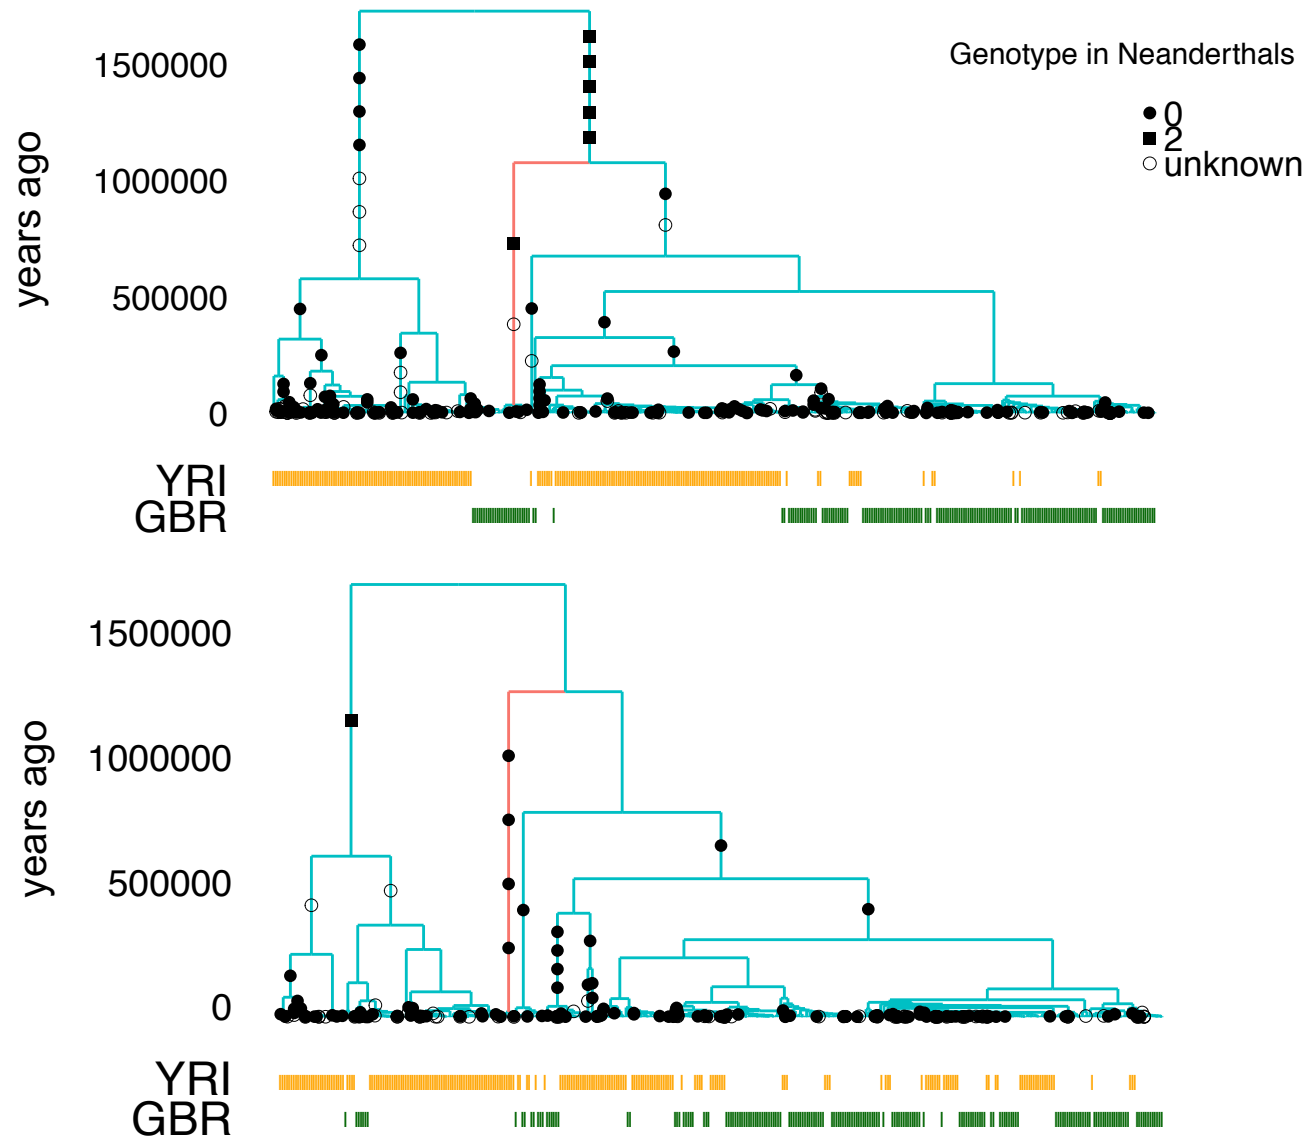 Genotype in Neanderthals
0
2
unknown
years ago
1500000
1000000
500000
0
YRI
GBR
years ago
1500000
1000000
500000
0
YRI
GBR